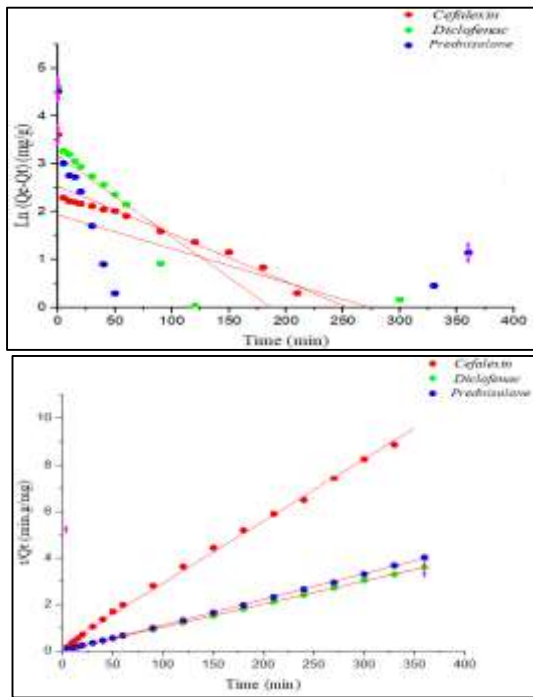 Cefalexin
Diclofenac
Prednisolone
Ln (Qe-Qt) (mg/g)
5
4
3
2
1
0
0 50 100 150 200 250 300 350 400
Time (min)
Cefalexin
Diclofenac
Prednisolone
t/Qt (min.g/mg)
10
8
6
4
2
0
0 50 100 150 200 250 300 350 400
Time (min)